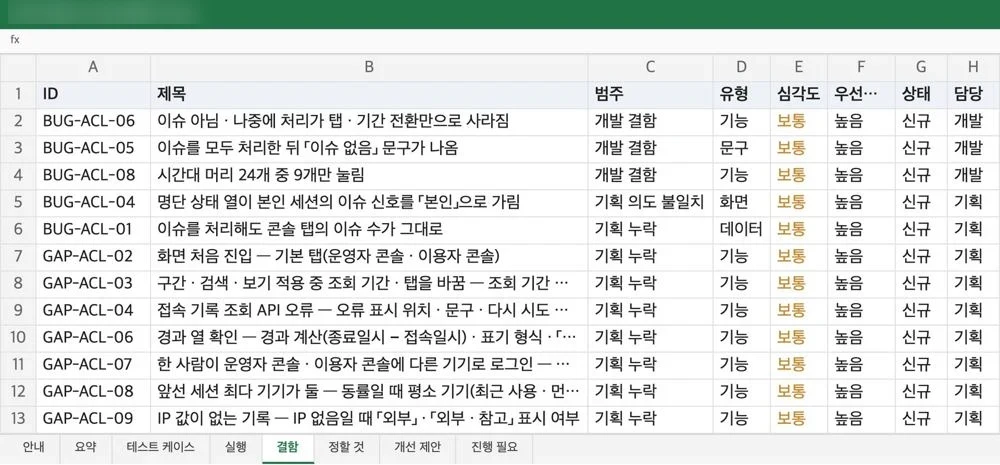 fx
A B C D E F G H
1 ID 제목 범주 유형 심각도 우선… 상태 담당
2 BUG-ACL-06 이슈 아님 · 나중에 처리가 탭 · 기간 전환만으로 사라짐 개발 결함 기능 보통 높음 신규 개발
3 BUG-ACL-05 이슈를 모두 처리한 뒤 「이슈 없음」 문구가 나옴 개발 결함 문구 보통 높음 신규 개발
4 BUG-ACL-08 시간대 머리 24개 중 9개만 눌림 개발 결함 기능 보통 높음 신규 개발
5 BUG-ACL-04 명단 상태 열이 본인 세션의 이슈 신호를 「본인」으로 가림 기획 의도 불일치 화면 보통 높음 신규 기획
6 BUG-ACL-01 이슈를 처리해도 콘솔 탭의 이슈 수가 그대로 기획 누락 데이터 보통 높음 신규 기획
7 GAP-ACL-02 화면 처음 진입 — 기본 탭(운영자 콘솔 · 이용자 콘솔) 기획 누락 기능 보통 높음 신규 기획
8 GAP-ACL-03 구간 · 검색 · 보기 적용 중 조회 기간 · 탭을 바꿈 — 조회 기간 … 기획 누락 기능 보통 높음 신규 기획
9 GAP-ACL-04 접속 기록 조회 API 오류 — 오류 표시 위치 · 문구 · 다시 시도 … 기획 누락 기능 보통 높음 신규 기획
10 GAP-ACL-06 경과 열 확인 — 경과 계산(종료일시 − 접속일시) · 표기 형식 · 「… 기획 누락 기능 보통 높음 신규 기획
11 GAP-ACL-07 한 사람이 운영자 콘솔 · 이용자 콘솔에 다른 기기로 로그인 — … 기획 누락 기능 보통 높음 신규 기획
12 GAP-ACL-08 앞선 세션 최다 기기가 둘 — 동률일 때 평소 기기(최근 사용 · 먼… 기획 누락 기능 보통 높음 신규 기획
13 GAP-ACL-09 IP 값이 없는 기록 — IP 없음일 때 「외부」 · 「외부 · 참고」 표시 여부 기획 누락 기능 보통 높음 신규 기획
안내 요약 테스트 케이스 실행 결함 정할 것 개선 제안 진행 필요